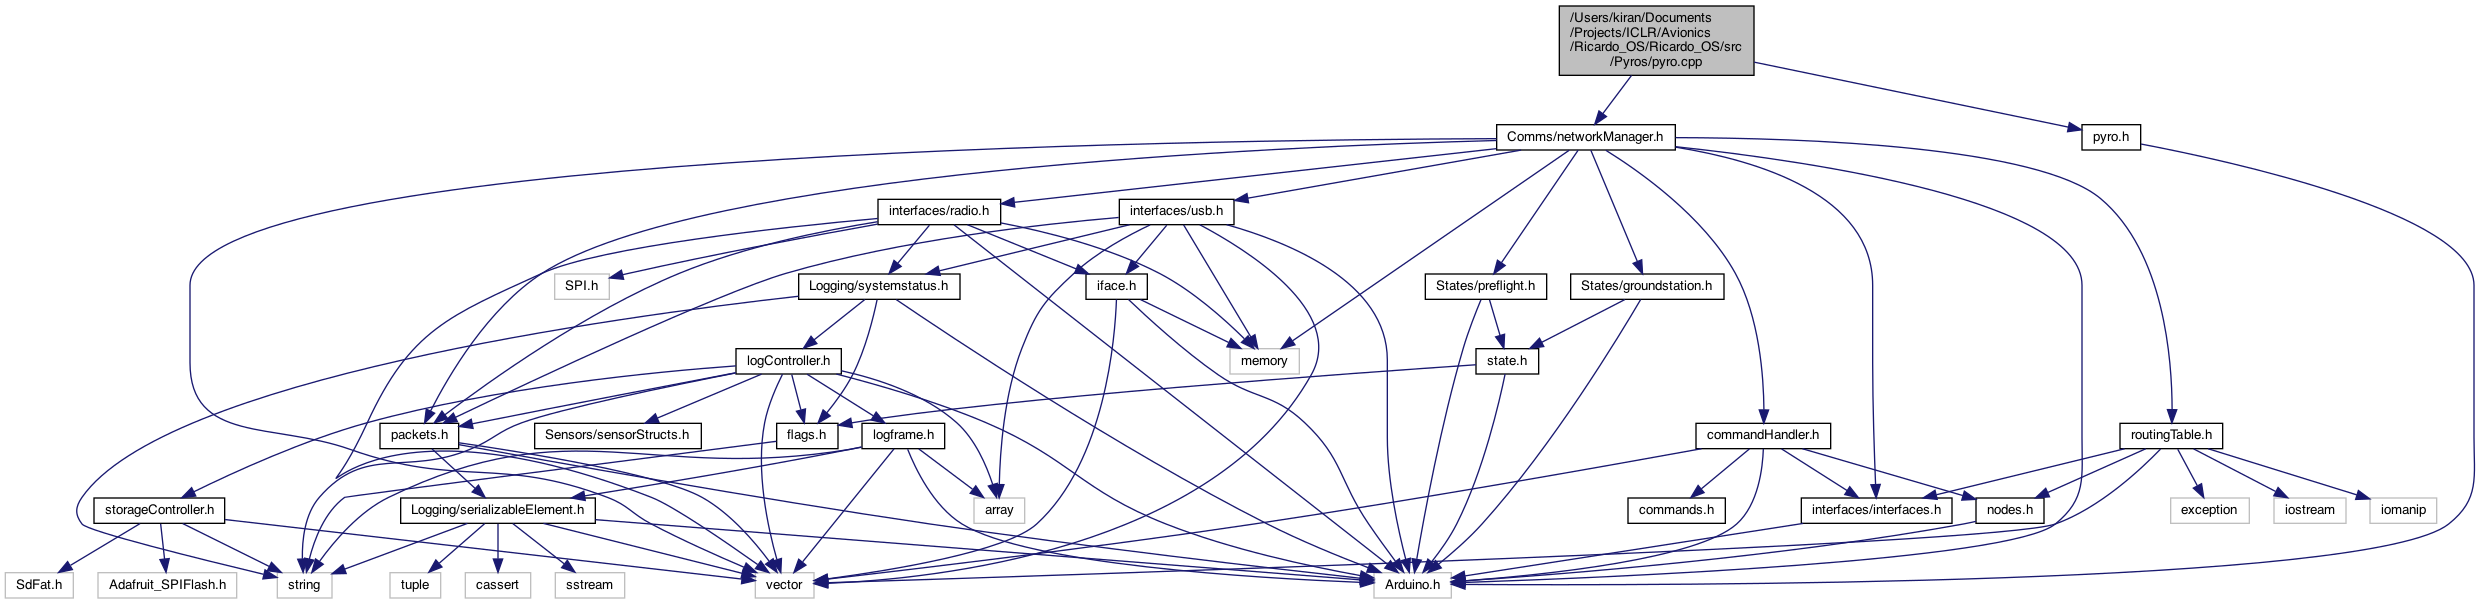 /Users/kiran/Documents
/Projects/ICLR/Avionics
/Ricardo_OS/Ricardo_OS/src
/Pyros/pyro.cpp
Comms/networkManager.h
pyro.h
interfaces/radio.h
interfaces/usb.h
SPI.h
Logging/systemstatus.h
iface.h
States/preflight.h
States/groundstation.h
logController.h
memory
state.h
packets.h
Sensors/sensorStructs.h
flags.h
logframe.h
commandHandler.h
routingTable.h
storageController.h
Logging/serializableElement.h
array
commands.h
interfaces/interfaces.h
nodes.h
exception
iostream
iomanip
SdFat.h
Adafruit_SPIFlash.h
string
tuple
cassert
sstream
vector
Arduino.h